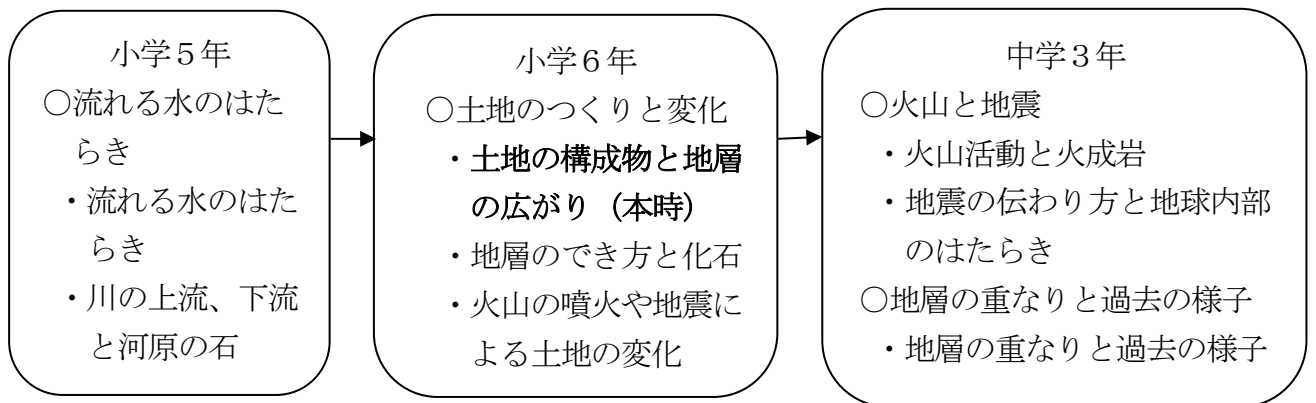 小学５年
○流れる水のはた
らき
・流れる水のはた
らき
・川の上流、下流
と河原の石
小学６年
○土地のつくりと変化
・土地の構成物と地層
の広がり（本時）
・地層のでき方と化石
・火山の噴火や地震に
よる土地の変化
中学３年
○火山と地震
・火山活動と火成岩
・地震の伝わり方と地球内部
のはたらき
○地層の重なりと過去の様子
・地層の重なりと過去の様子